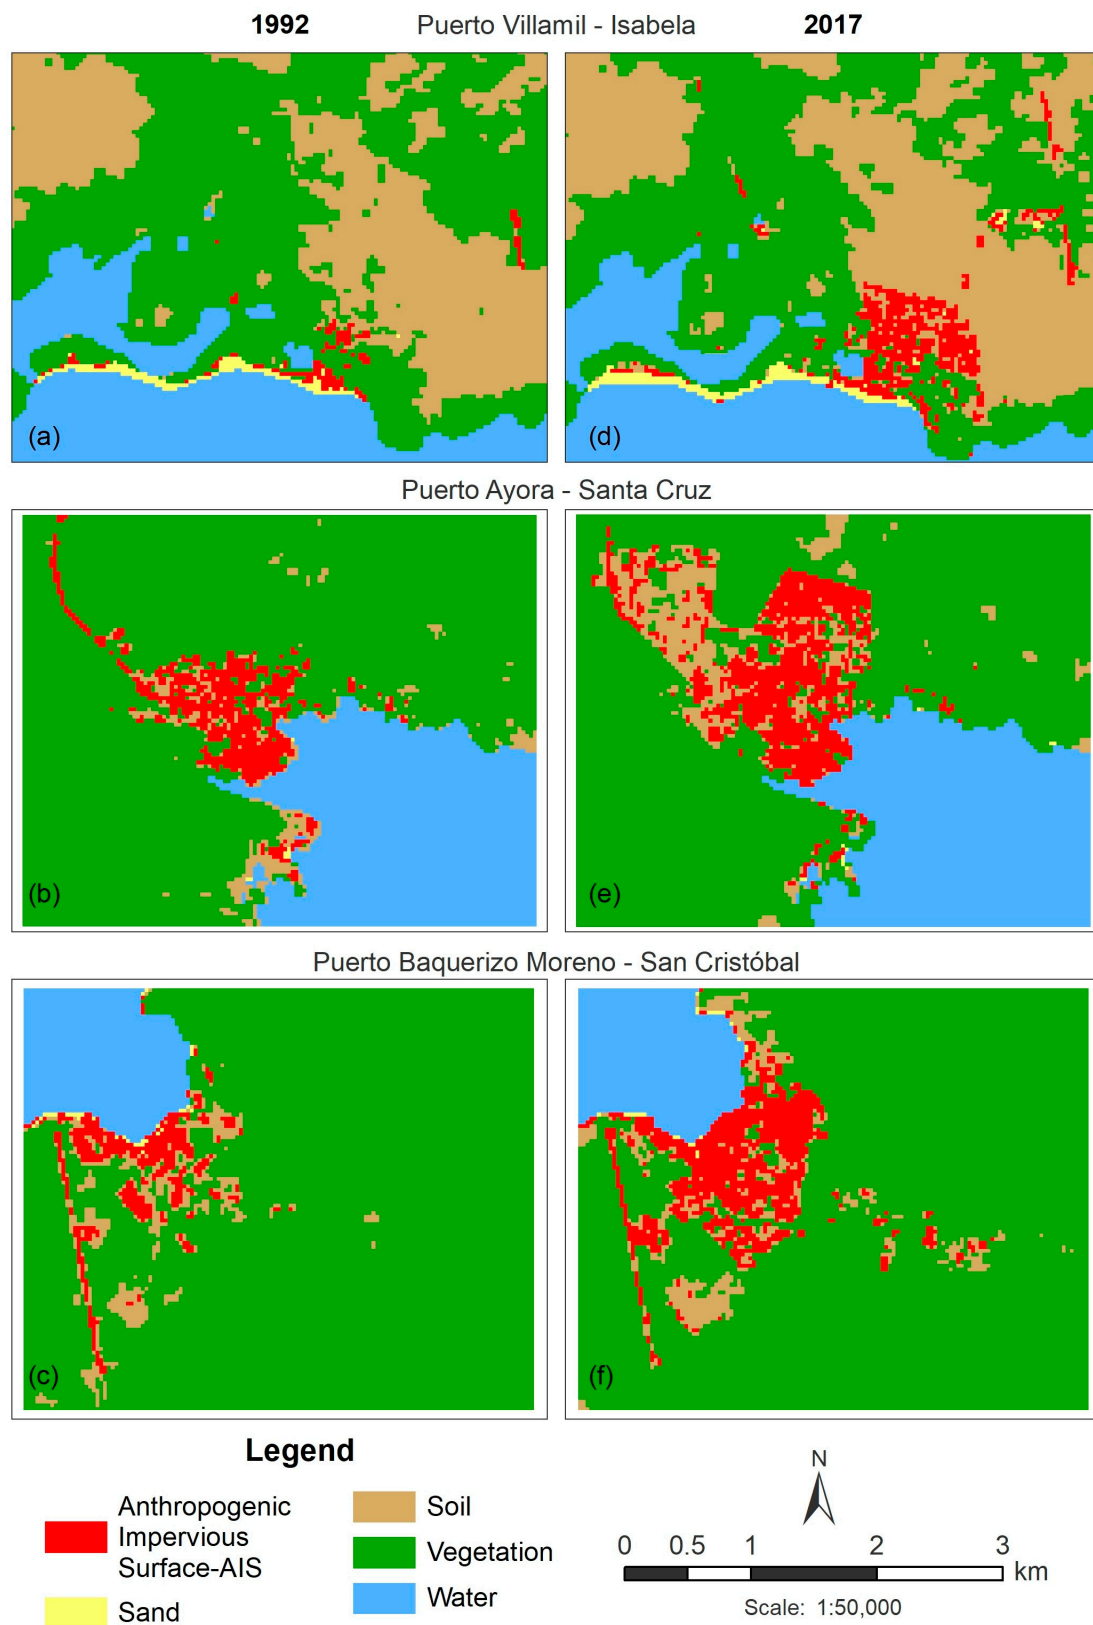 1992 Puerto Villamil - Isabela 2017
(a) (d)
Puerto Ayora - Santa Cruz
(b) (e)
Puerto Baquerizo Moreno - San Cristóbal
(c) (f)
Legend
Anthropogenic
Impervious
Surface-AIS
Sand
Soil
Vegetation
Water
N
0 0.5 1 2 3
km
Scale: 1:50,000